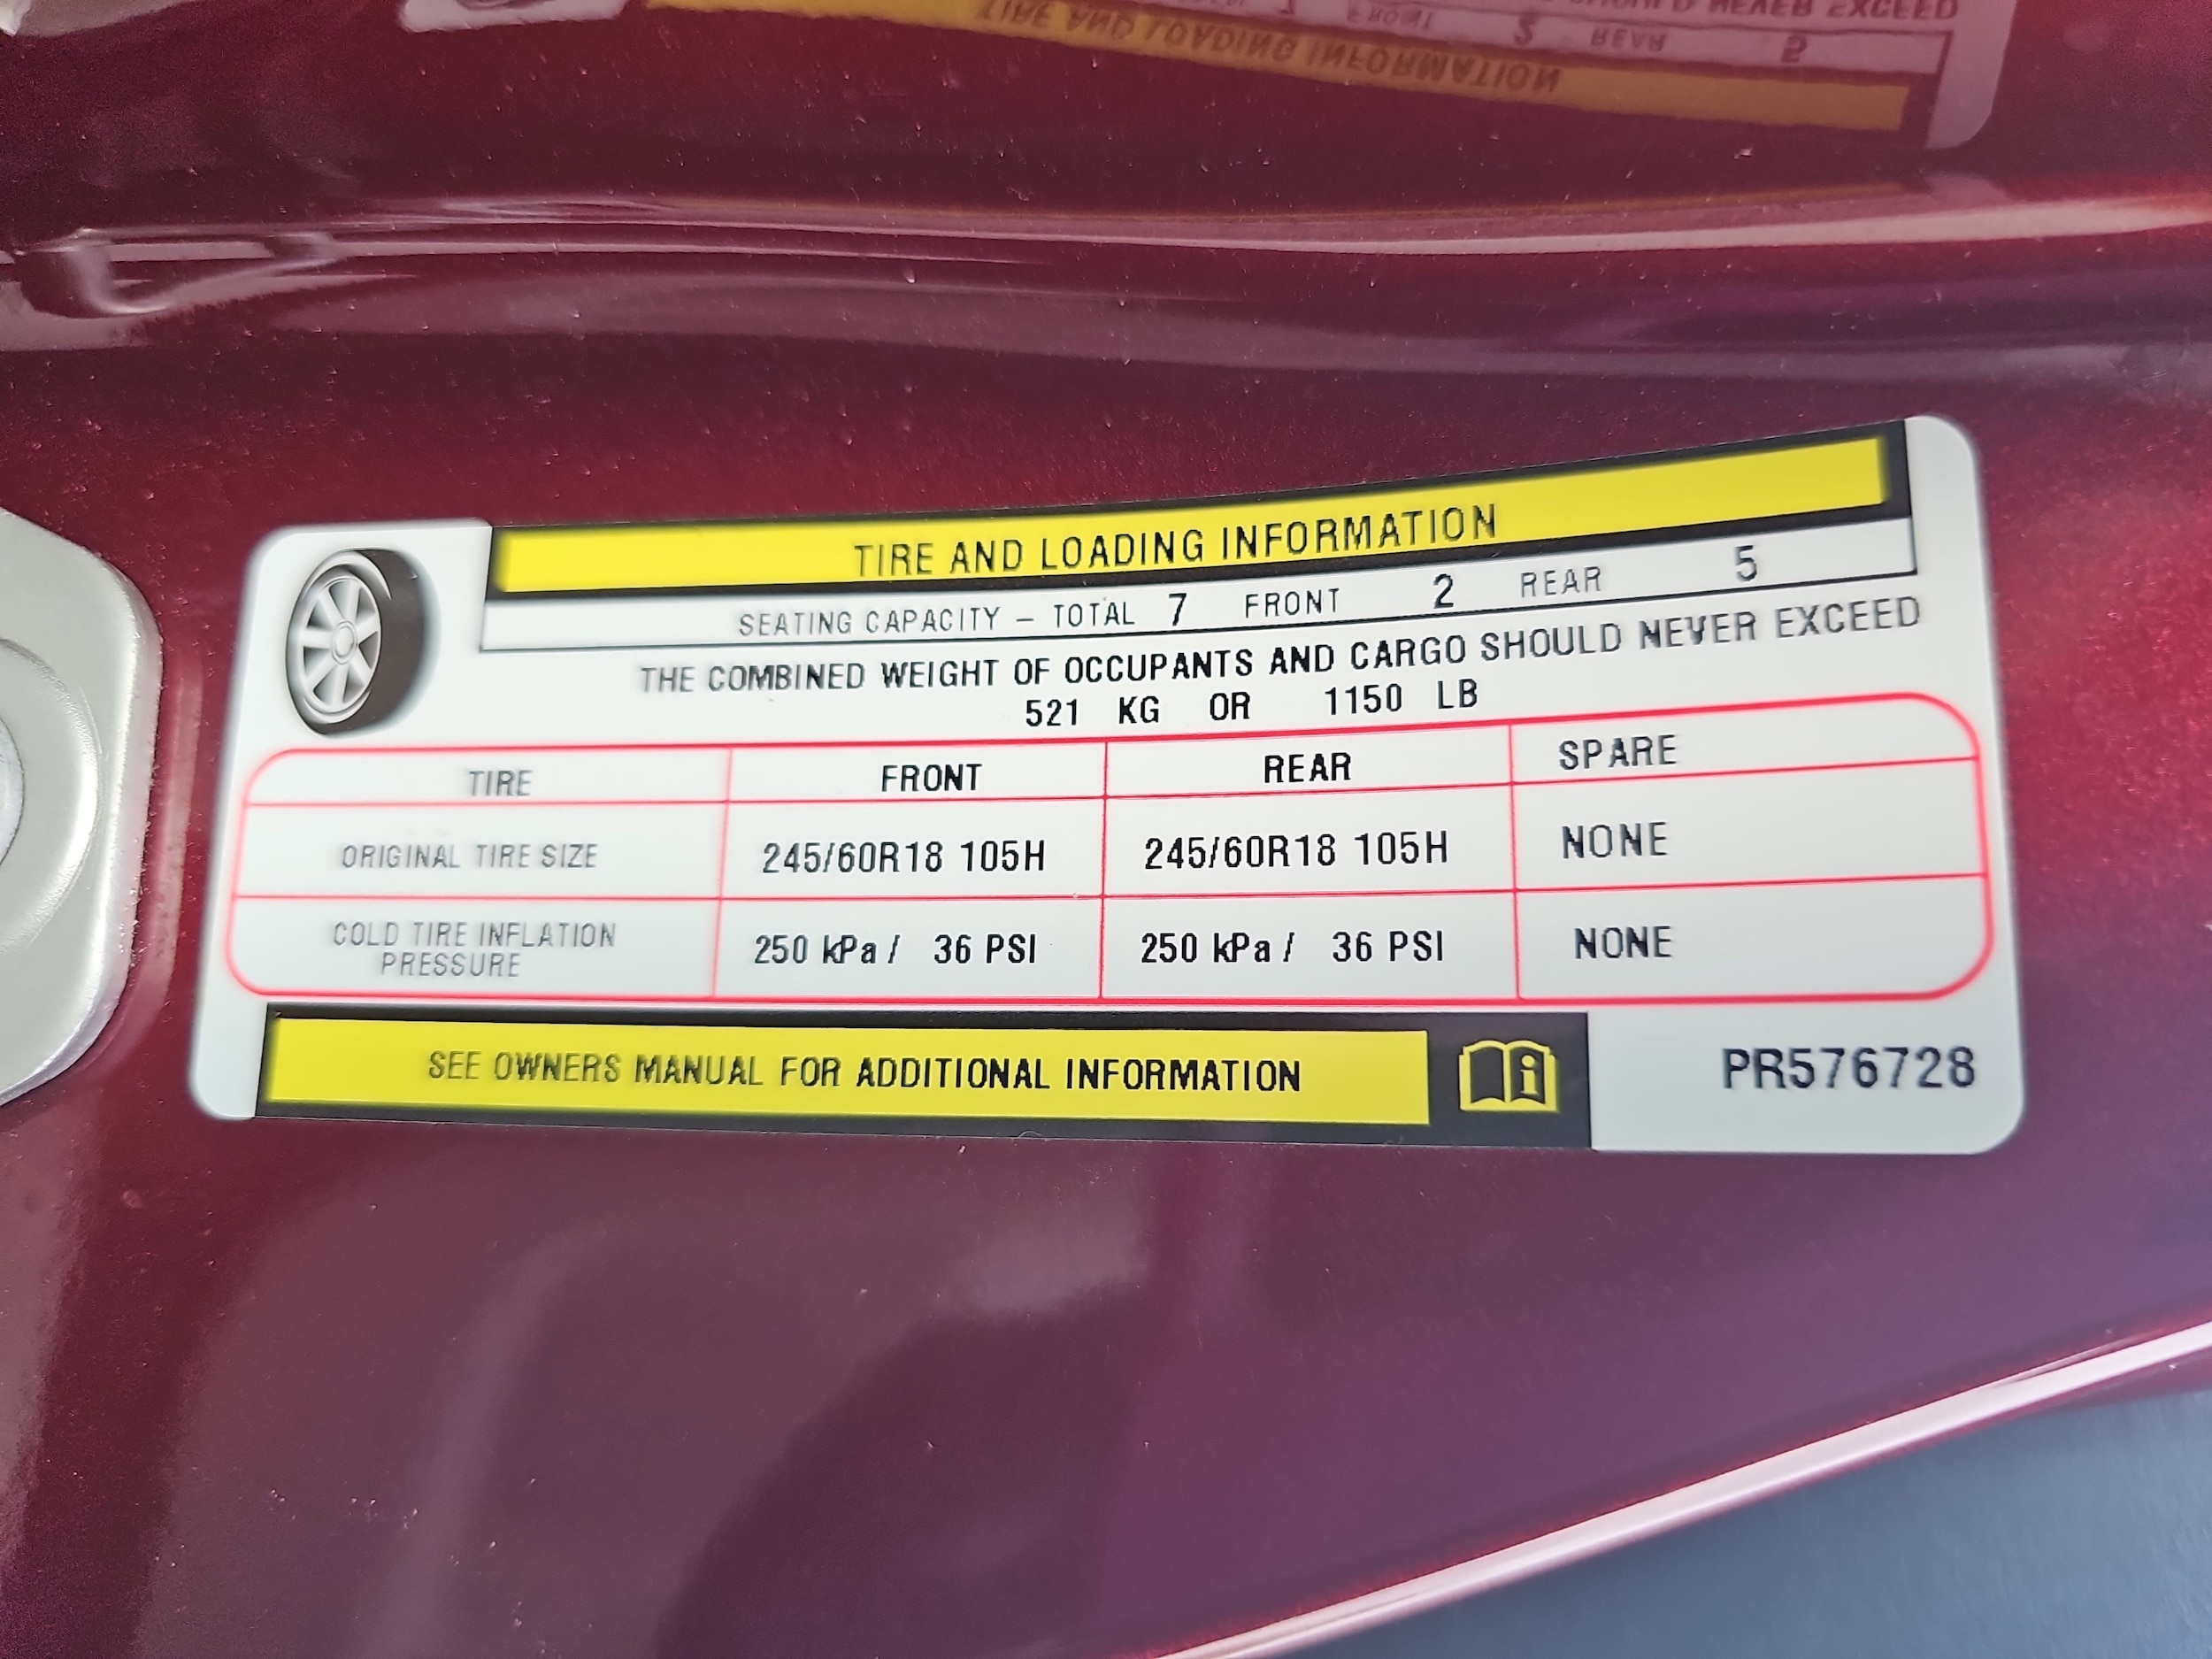 TIRE AND LOADING INFORMATION
SEATING CAPACITY – TOTAL 7 FRONT 2 REAR 5
THE COMBINED WEIGHT OF OCCUPANTS AND CARGO SHOULD NEVER EXCEED
521 KG OR 1150 LB
TIRE FRONT REAR SPARE
ORIGINAL TIRE SIZE 245/60R18 105H 245/60R18 105H NONE
COLD TIRE INFLATION
PRESSURE 250 kPa / 36 PSI 250 kPa / 36 PSI NONE
SEE OWNERS MANUAL FOR ADDITIONAL INFORMATION
PR576728